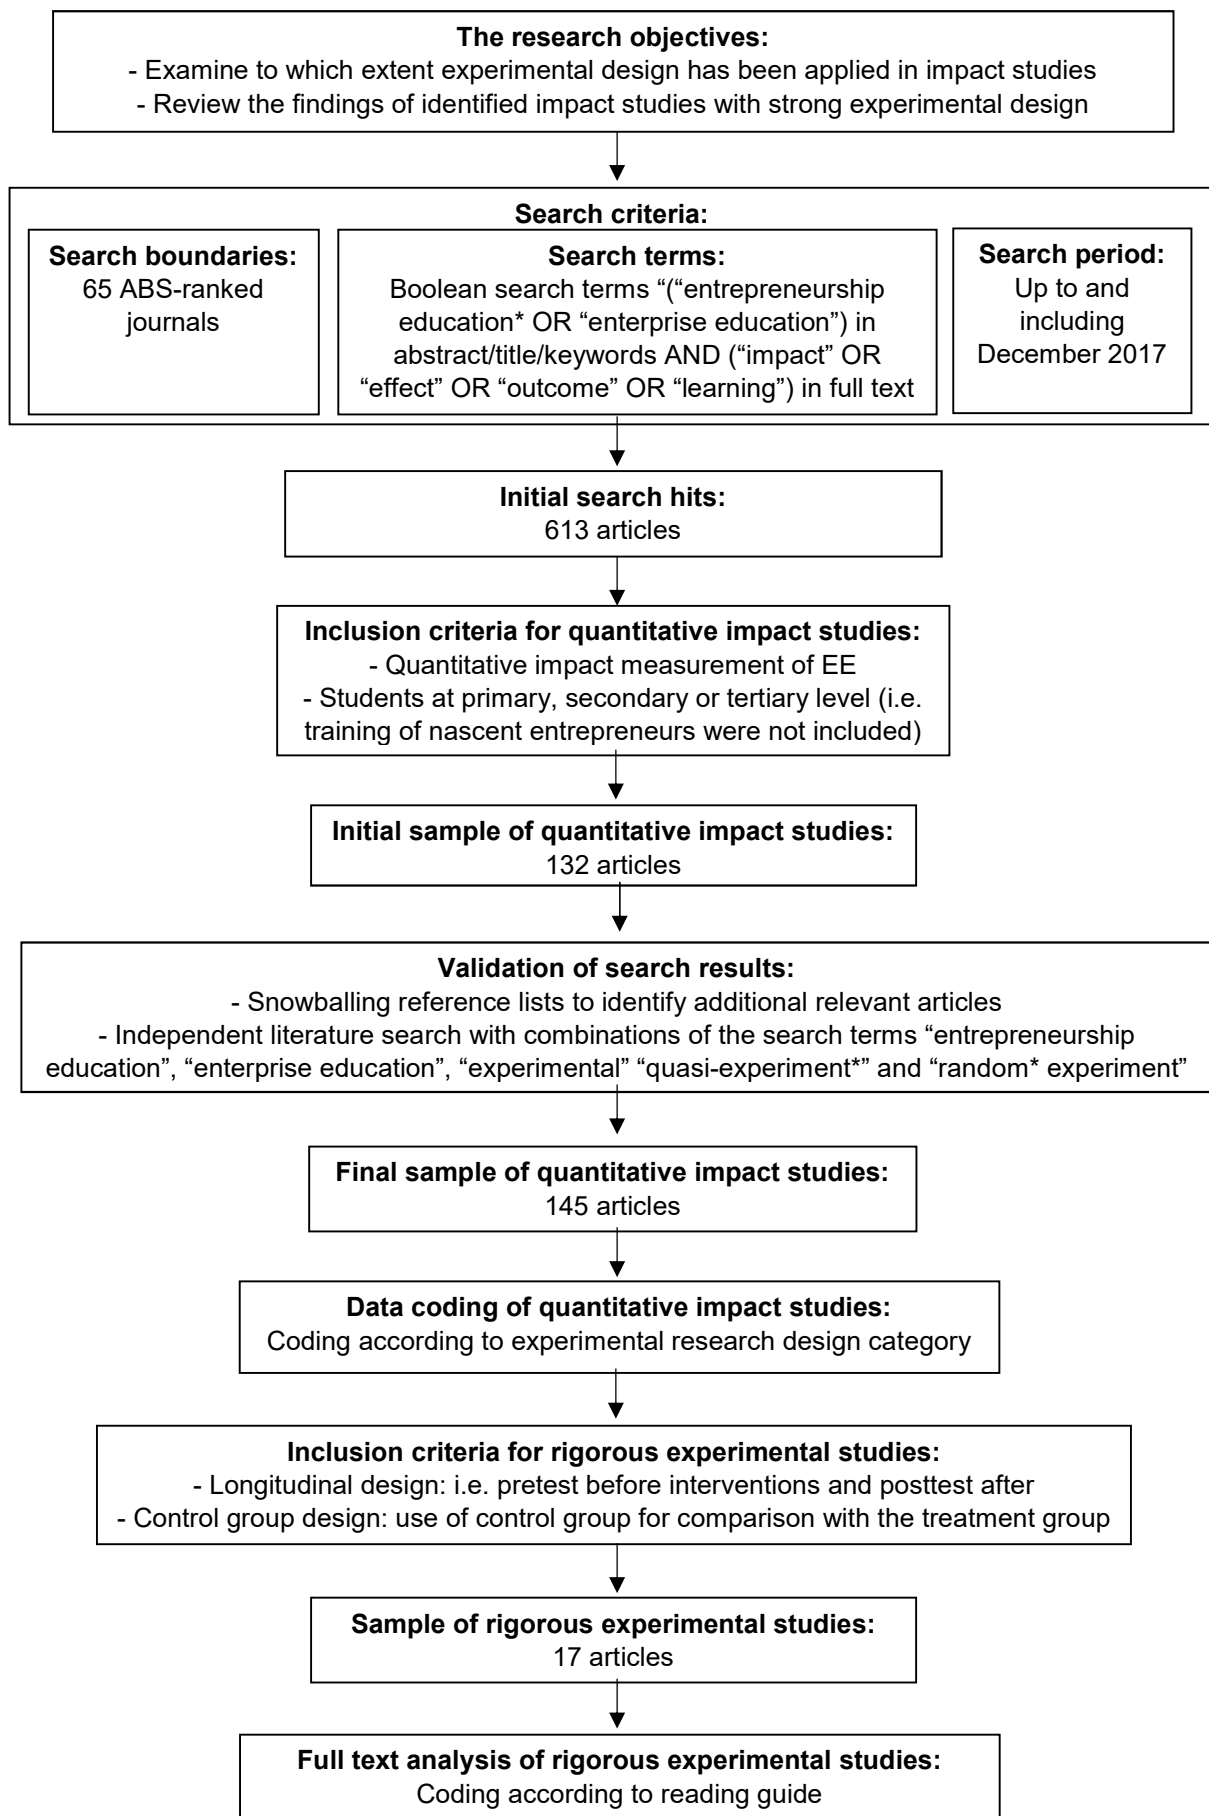 The research objectives:
- Examine to which extent experimental design has been applied in impact studies
- Review the findings of identified impact studies with strong experimental design
Search criteria:
Search boundaries:
65 ABS-ranked
journals
Search terms:
Boolean search terms “(“entrepreneurship
education* OR “enterprise education”) in
abstract/title/keywords AND (“impact” OR
“effect” OR “outcome” OR “learning”) in full text
Search period:
Up to and
including
December 2017
Initial search hits:
613 articles
Inclusion criteria for quantitative impact studies:
- Quantitative impact measurement of EE
- Students at primary, secondary or tertiary level (i.e.
training of nascent entrepreneurs were not included)
Initial sample of quantitative impact studies:
132 articles
Validation of search results:
- Snowballing reference lists to identify additional relevant articles
- Independent literature search with combinations of the search terms “entrepreneurship
education”, “enterprise education”, “experimental” “quasi-experiment*” and “random* experiment”
Final sample of quantitative impact studies:
145 articles
Data coding of quantitative impact studies:
Coding according to experimental research design category
Inclusion criteria for rigorous experimental studies:
- Longitudinal design: i.e. pretest before interventions and posttest after
- Control group design: use of control group for comparison with the treatment group
Sample of rigorous experimental studies:
17 articles
Full text analysis of rigorous experimental studies:
Coding according to reading guide